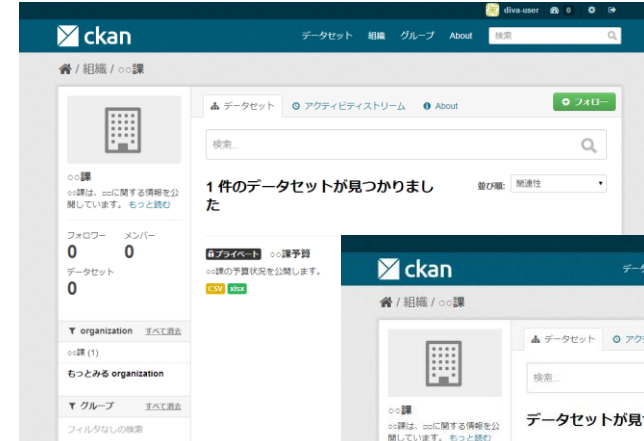 diva-user 0
ckan データセット 組織 グループ About 検索
/ 組織 / ○○課
データセット アクティビティストリーム About フォロー
検索...
○○課
○○課は、□□に関する情報を公
開しています。 もっと読む
1 件のデータセットが見つかりまし
た
並び順: 関連性
フォロワー メンバー
0 0
データセット
0
プライベート ○○課予算
○○課の予算状況を公開します。
CSV xlsx
organization すべて消去
○○課 (1)
もっとみる organization
グループ すべて消去
フィルタなしの検索
ckan データ
/ 組織 / ○○課
データセット アク
検索...
○○課
○○課は、□□に関する情報を公
開しています。 もっと読む
データセットが見